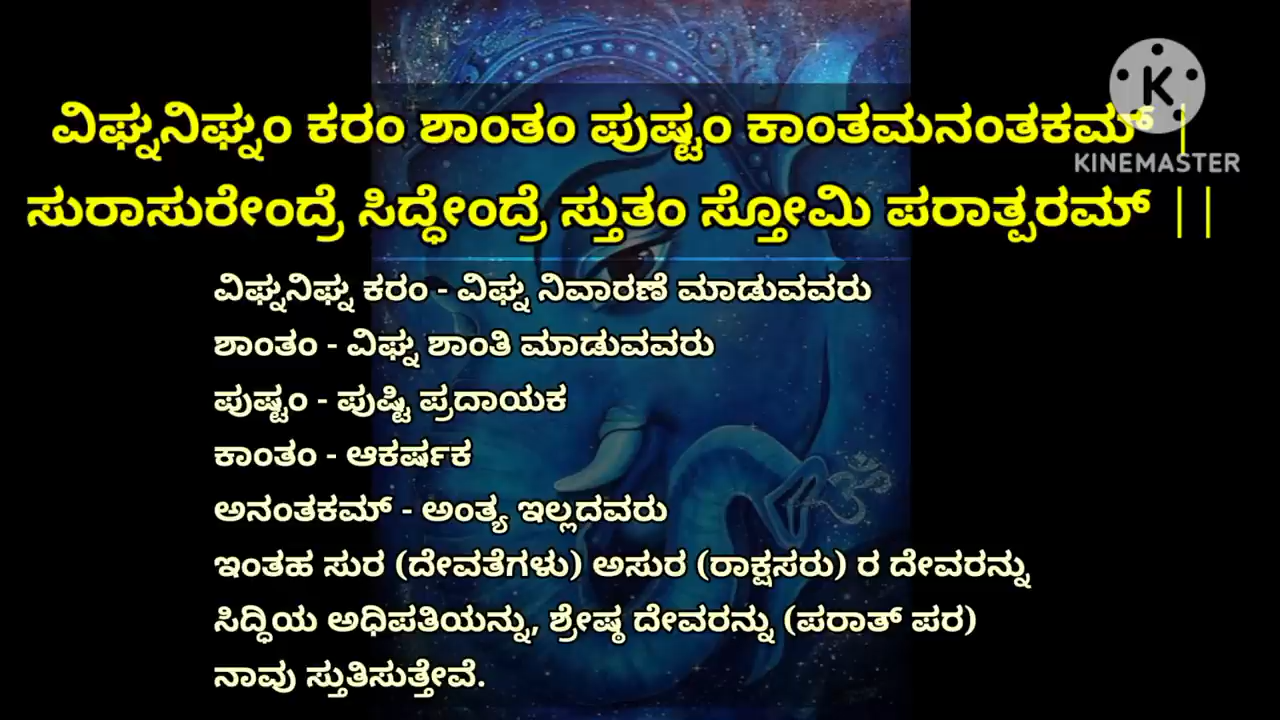 ವಿಘ್ನನಿಘ್ನಂ ಕರಂ ಶಾಂತಂ ಪುಷ್ಟಂ ಕಾಂತಮನಂತಕಮ್ |
ಸುರಾಸುರೇಂದ್ರೆ ಸಿದ್ಧೇಂದ್ರೆ ಸ್ತುತಂ ಸ್ತೋಮಿ ಪರಾತ್ಪರಮ್ ||
KINEMASTER
ವಿಘ್ನನಿಘ್ನ ಕರಂ - ವಿಘ್ನ ನಿವಾರಣೆ ಮಾಡುವವರು
ಶಾಂತಂ - ವಿಘ್ನ ಶಾಂತಿ ಮಾಡುವವರು
ಪುಷ್ಟಂ - ಪುಷ್ಟಿ ಪ್ರದಾಯಕ
ಕಾಂತಂ - ಆಕರ್ಷಕ
ಅನಂತಕಮ್ - ಅಂತ್ಯ ಇಲ್ಲದವರು
ಇಂತಹ ಸುರ (ದೇವತೆಗಳು) ಅಸುರ (ರಾಕ್ಷಸರು) ರ ದೇವರನ್ನು
ಸಿದ್ಧಿಯ ಅಧಿಪತಿಯನ್ನು, ಶ್ರೇಷ್ಠ ದೇವರನ್ನು (ಪರಾತ್ ಪರ)
ನಾವು ಸ್ತುತಿಸುತ್ತೇವೆ.